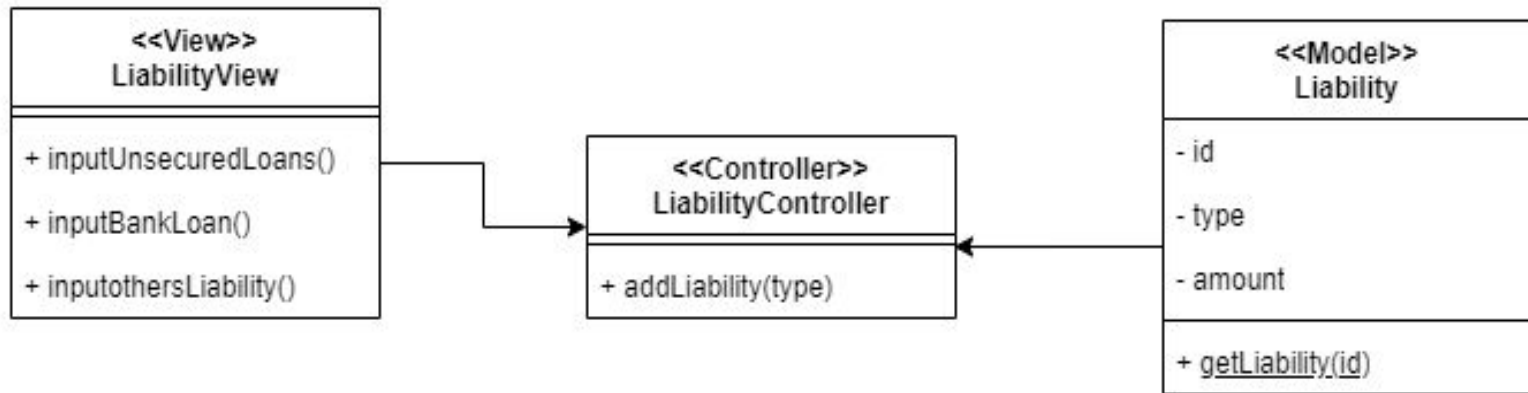 <<View>>
LiabilityView
+ inputUnsecuredLoans()
+ inputBankLoan()
+ inputothersLiability()
<<Controller>>
LiabilityController
+ addLiability(type)
<<Model>>
Liability
- id
- type
- amount
+ getLiability(id)